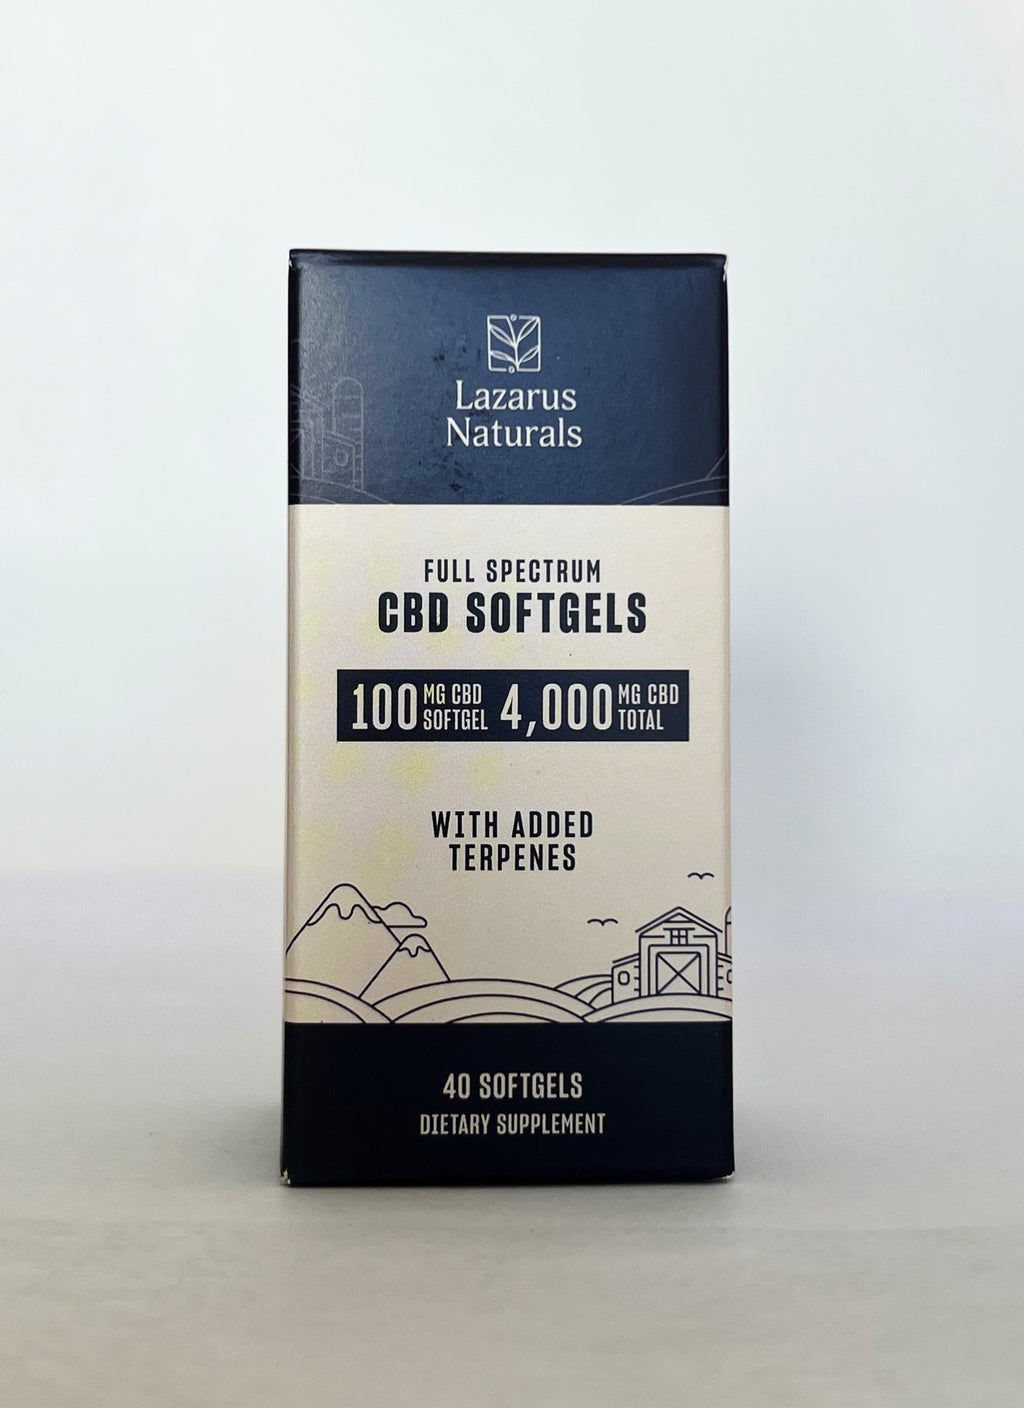 Lazarus
Naturals
FULL SPECTRUM
CBD SOFTGELS
100 MG CBD SOFTGEL 4,000 MG CBD TOTAL
WITH ADDED
TERPENES
40 SOFTGELS
DIETARY SUPPLEMENT